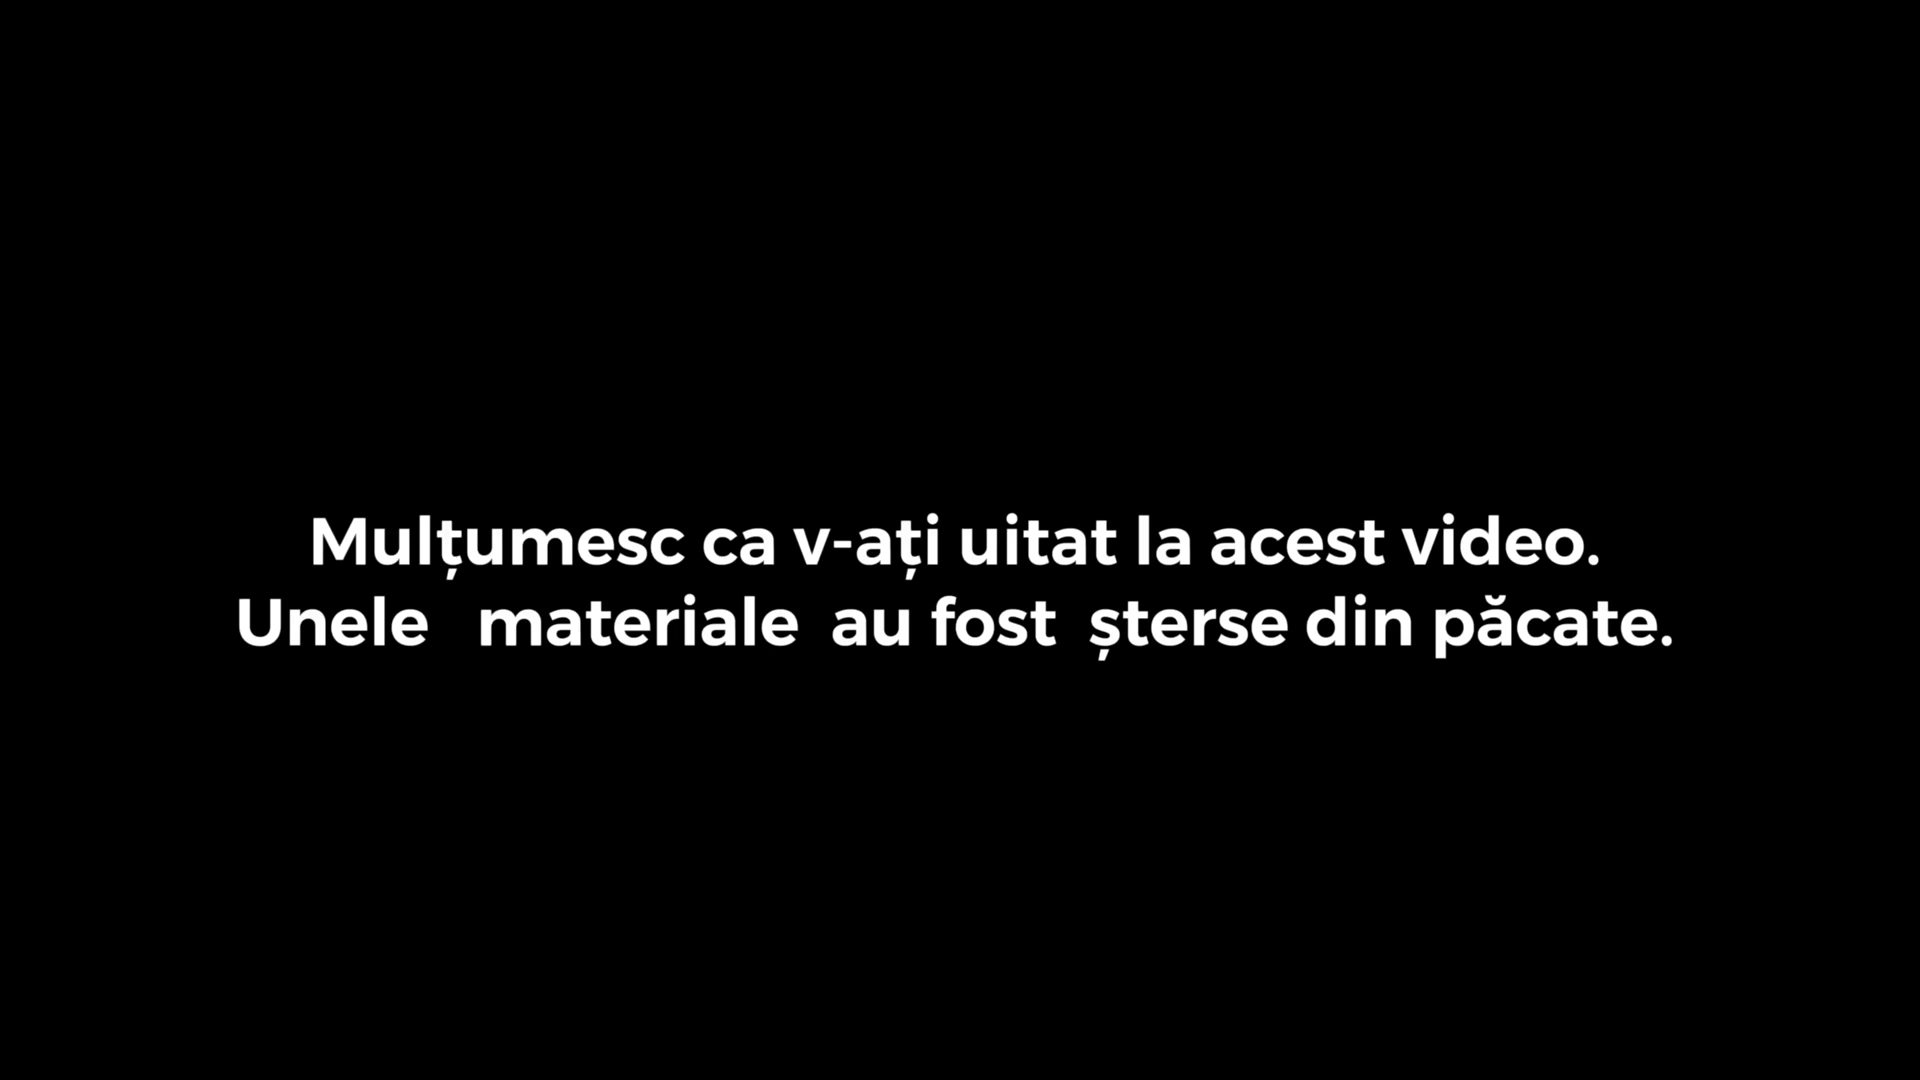 Mulțumesc ca v-ați uitat la acest video.
Unele materiale au fost șterse din păcate.